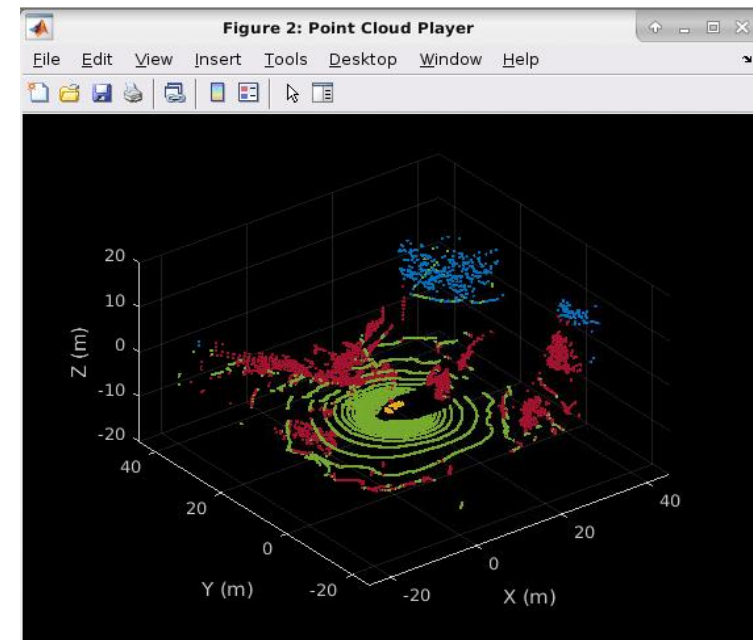 Figure 2: Point Cloud Player
File Edit View Insert Tools Desktop Window Help
20
10
0
-10
-20
Z (m)
40
20
0
-20
Y (m)
-20
0
20
40
X (m)